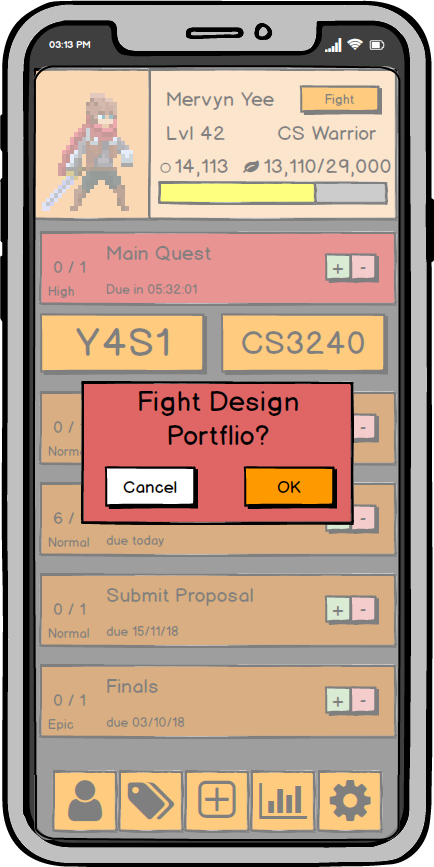 03:13 PM
Mervyn Yee
Fight
Lvl 42
CS Warrior
14,113
13,110/29,000
Main Quest
0 / 1
High
Due in 05:32:01
+
-
Y4S1
CS3240
Fight Design
Portflio?
Cancel
OK
0 /
Norm
-
6 /
Normal
due today
+
-
Submit Proposal
0 / 1
Normal
due 15/11/18
+
-
Finals
0 / 1
Epic
due 03/10/18
+
-